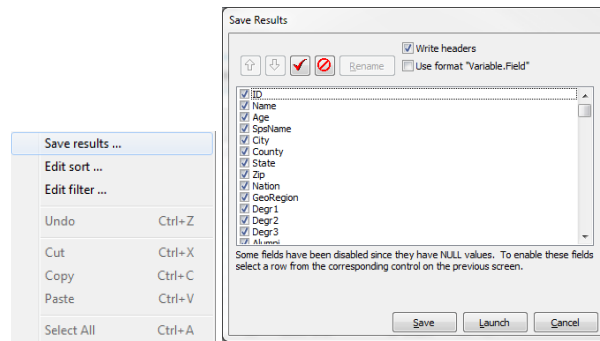 Save results ...
Edit sort ...
Edit filter ...
Undo Ctrl+Z
Cut Ctrl+X
Copy Ctrl+C
Paste Ctrl+V
Select All Ctrl+A
Save Results
Write headers
Rename
Use format "Variable.Field"
ID
Name
Age
SpsName
City
County
State
Zip
Nation
GeoRegion
Degr1
Degr2
Degr3
Alumni
Some fields have been disabled since they have NULL values. To enable these fields
select a row from the corresponding control on the previous screen.
Save Launch Cancel